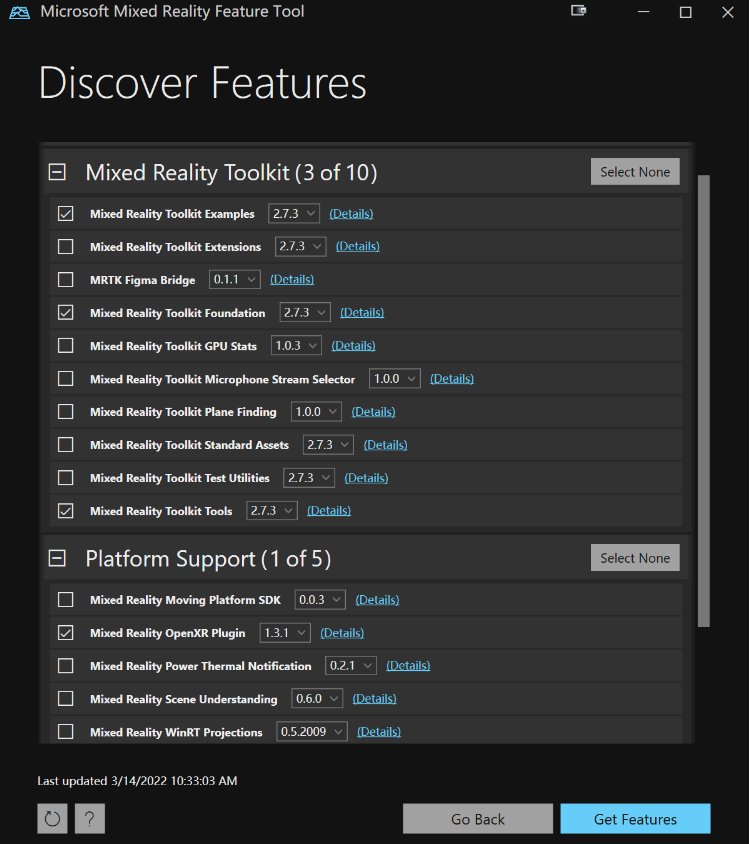 Microsoft Mixed Reality Feature Tool
Discover Features
Mixed Reality Toolkit (3 of 10) Select None
Mixed Reality Toolkit Examples 2.7.3 (Details)
Mixed Reality Toolkit Extensions 2.7.3 (Details)
MRTK Figma Bridge 0.1.1 (Details)
Mixed Reality Toolkit Foundation 2.7.3 (Details)
Mixed Reality Toolkit GPU Stats 1.0.3 (Details)
Mixed Reality Toolkit Microphone Stream Selector 1.0.0 (Details)
Mixed Reality Toolkit Plane Finding 1.0.0 (Details)
Mixed Reality Toolkit Standard Assets 2.7.3 (Details)
Mixed Reality Toolkit Test Utilities 2.7.3 (Details)
Mixed Reality Toolkit Tools 2.7.3 (Details)
Platform Support (1 of 5) Select None
Mixed Reality Moving Platform SDK 0.0.3 (Details)
Mixed Reality OpenXR Plugin 1.3.1 (Details)
Mixed Reality Power Thermal Notification 0.2.1 (Details)
Mixed Reality Scene Understanding 0.6.0 (Details)
Mixed Reality WinRT Projections 0.5.2009 (Details)
Last updated 3/14/2022 10:33:03 AM
? Go Back Get Features